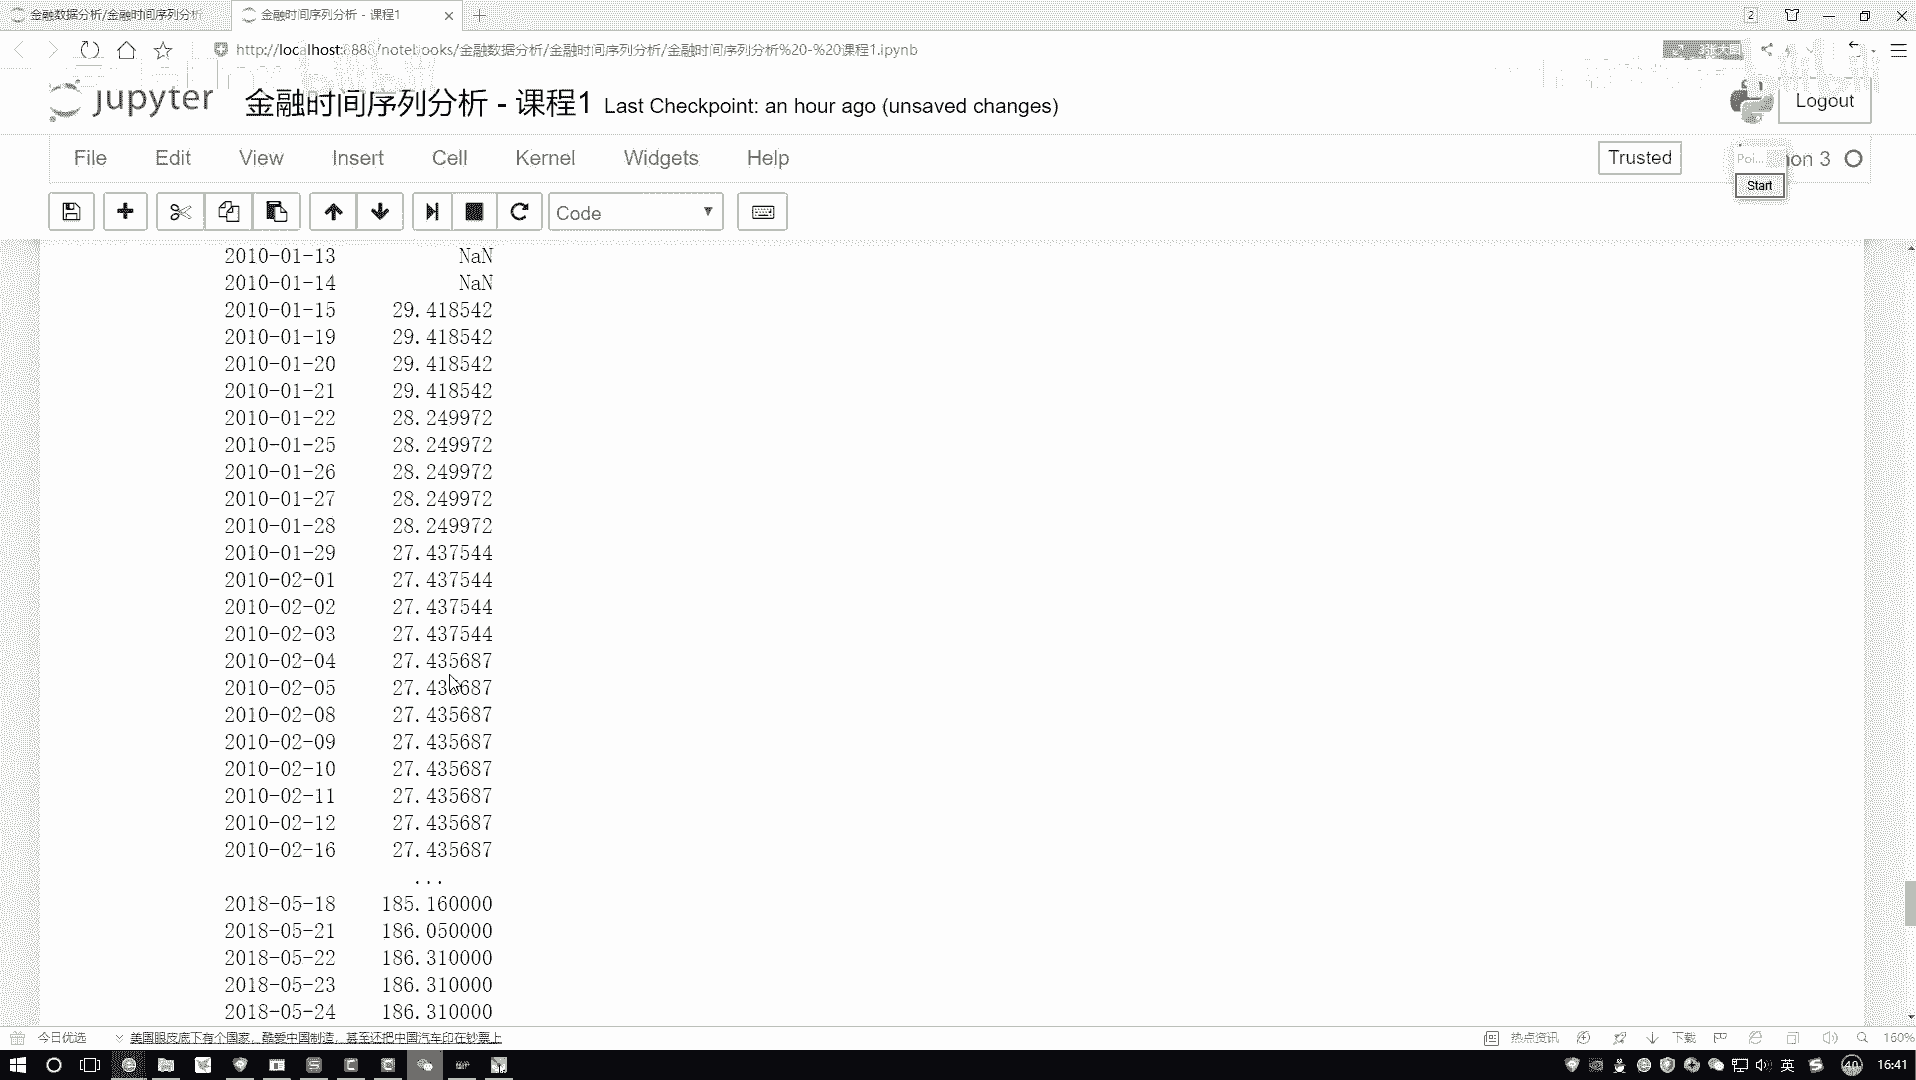 金融数据分析/金融时间序列分析
金融时间序列分析 - 课程1
2
http://localhost:8888/notebooks/金融数据分析/金融时间序列分析/金融时间序列分析%20-%20课程1.ipynb
jupyter
金融时间序列分析 - 课程1 Last Checkpoint: an hour ago (unsaved changes)
Logout
File Edit View Insert Cell Kernel Widgets Help
Trusted
Poi...
on 3
Start
Code
2010-01-13 NaN
2010-01-14 NaN
2010-01-15 29.418542
2010-01-19 29.418542
2010-01-20 29.418542
2010-01-21 29.418542
2010-01-22 28.249972
2010-01-25 28.249972
2010-01-26 28.249972
2010-01-27 28.249972
2010-01-28 28.249972
2010-01-29 27.437544
2010-02-01 27.437544
2010-02-02 27.437544
2010-02-03 27.437544
2010-02-04 27.435687
2010-02-05 27.435687
2010-02-08 27.435687
2010-02-09 27.435687
2010-02-10 27.435687
2010-02-11 27.435687
2010-02-12 27.435687
2010-02-16 27.435687
...
2018-05-18 185.160000
2018-05-21 186.050000
2018-05-22 186.310000
2018-05-23 186.310000
2018-05-24 186.310000
今日优选
美国眼皮底下有个国家，酷爱中国制造，甚至还把中国汽车印在钞票上
热点资讯
下载
160%
英
40
16:41